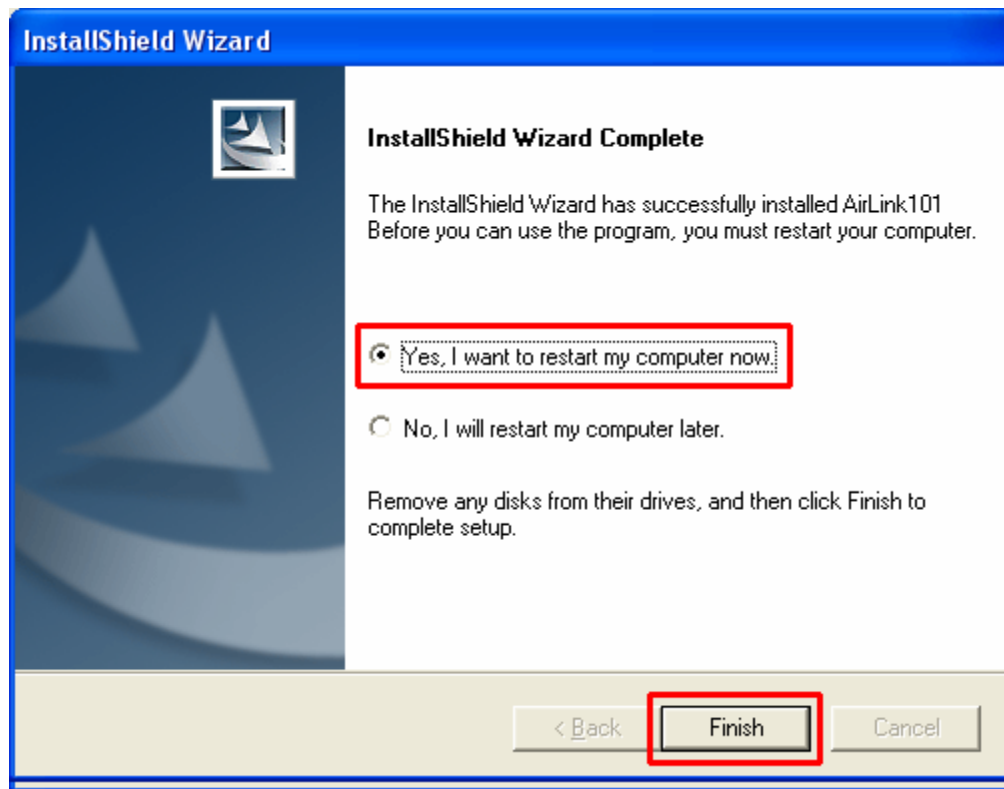 InstallShield Wizard
InstallShield Wizard Complete
The InstallShield Wizard has successfully installed AirLink101
Before you can use the program, you must restart your computer.
Yes, I want to restart my computer now.
No, I will restart my computer later.
Remove any disks from their drives, and then click Finish to
complete setup.
< Back Finish Cancel